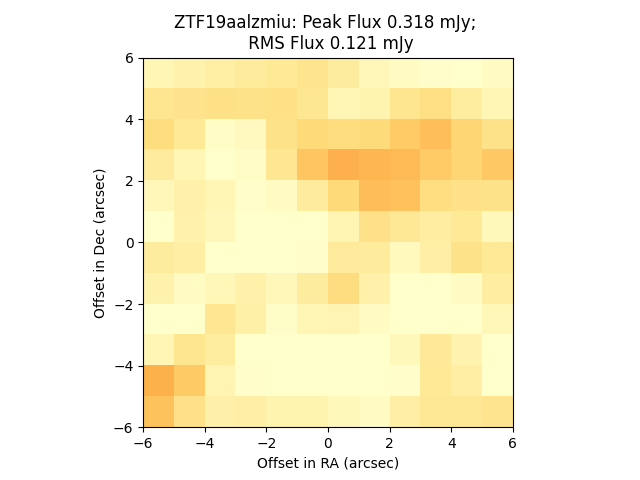 ZTF19aalzmiu: Peak Flux 0.318 mJy;
RMS Flux 0.121 mJy
6
4
2
0
−2
−4
−6
Offset in Dec (arcsec)
−6 −4 −2 0 2 4 6
Offset in RA (arcsec)